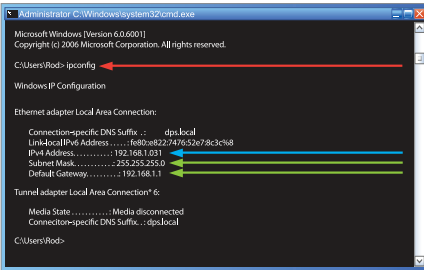 Administrator C:\Windows\system32\cmd.exe
Microsoft Windows [Version 6.0.6001]
Copyright (c) 2006 Microsoft Corporation. All rights reserved.
C:\Users\Rod> ipconfig
Windows IP Configuration
Ethernet adapter Local Area Connection:
Connection-specific DNS Suffix . : dps.local
Link-local IPv6 Address . . . . . : fe80:e822:7476:52e7:8c3c%8
IPv4 Address. . . . . . . . . . : 192.168.1.031
Subnet Mask. . . . . . . . . . . : 255.255.255.0
Default Gateway. . . . . . . . . : 192.168.1.1
Tunnel adapter Local Area Connection* 6:
Media State . . . . . . . . . . . : Media disconnected
Conneciton-specific DNS Suffix. . : dps.local
C:\Users\Rod>